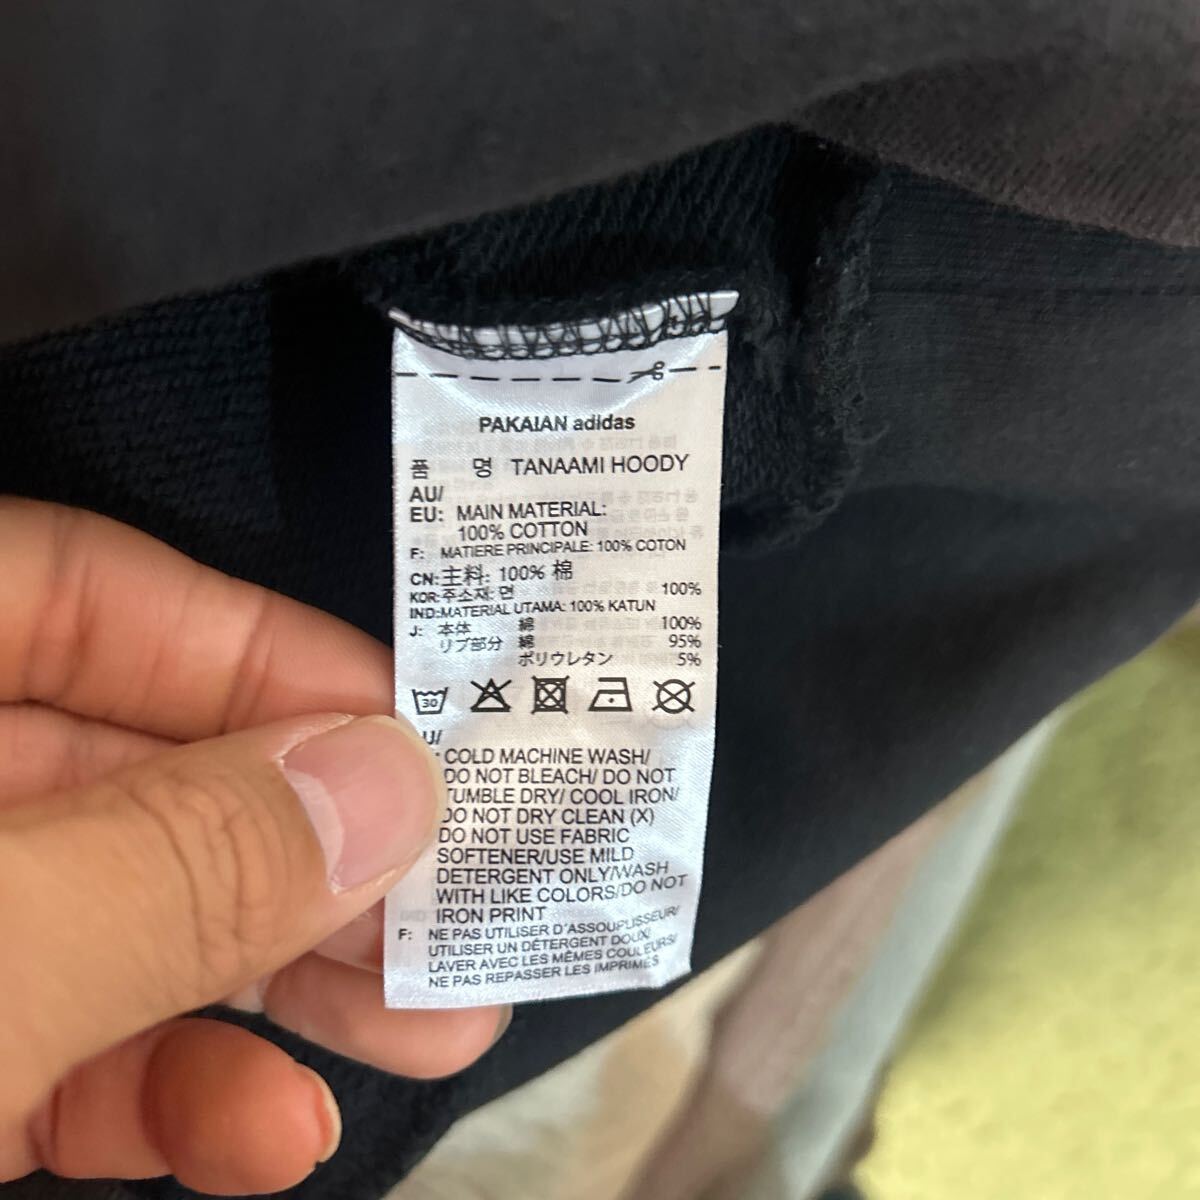 PAKAIAN adidas
품 명 TANAAMI HOODY
AU/
EU: MAIN MATERIAL:
100% COTTON
F: MATIERE PRINCIPALE: 100% COTON
CN:主料: 100% 棉
KOR:주소재: 면 100%
IND:MATERIAL UTAMA: 100% KATUN
J: 本体 綿 100%
リブ部分 綿 95%
ポリウレタン 5%
30
U/
: COLD MACHINE WASH/
DO NOT BLEACH/ DO NOT
TUMBLE DRY/ COOL IRON/
DO NOT DRY CLEAN (X)
DO NOT USE FABRIC
SOFTENER/USE MILD
DETERGENT ONLY/WASH
WITH LIKE COLORS/DO NOT
IRON PRINT
F: NE PAS UTILISER D'ASSOUPLISSEUR/
UTILISER UN DÉTERGENT DOUX/
LAVER AVEC LES MÊMES COULEURS/
NE PAS REPASSER LES IMPRIMÉS